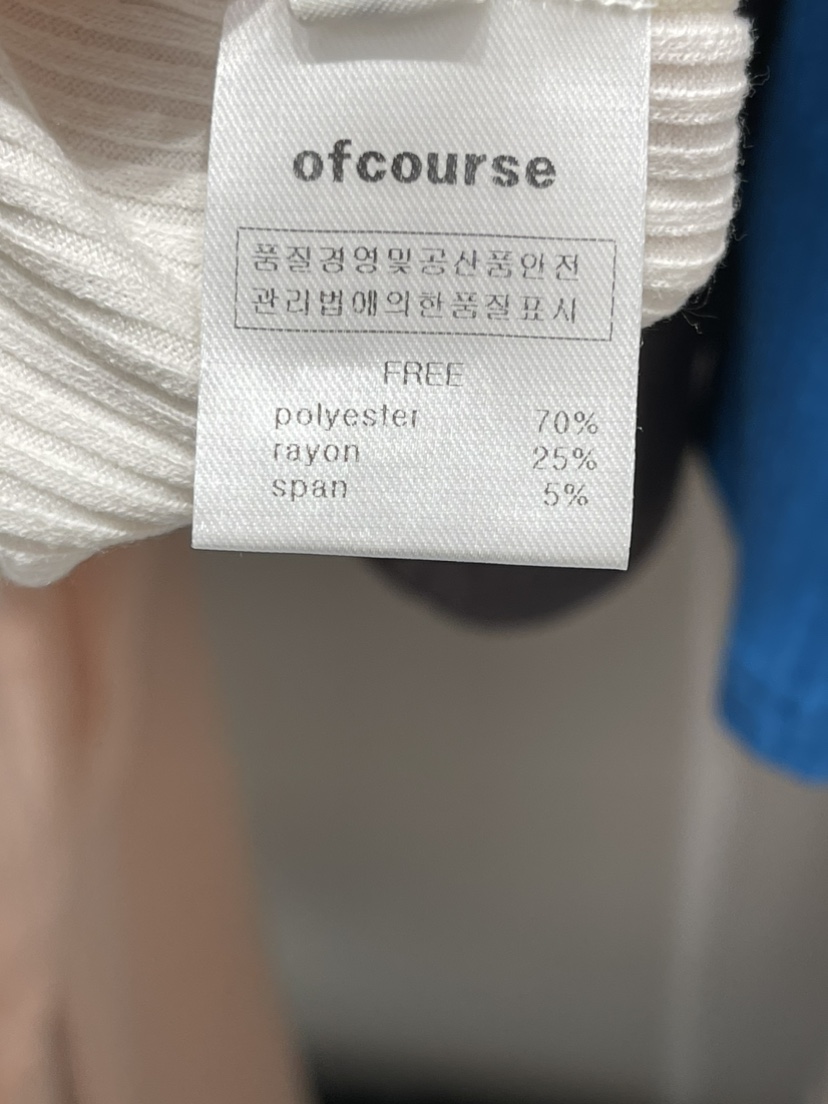 ofcourse
품질경영및공산품안전
관리법에의한품질표시
FREE
polyester 70%
rayon 25%
span 5%